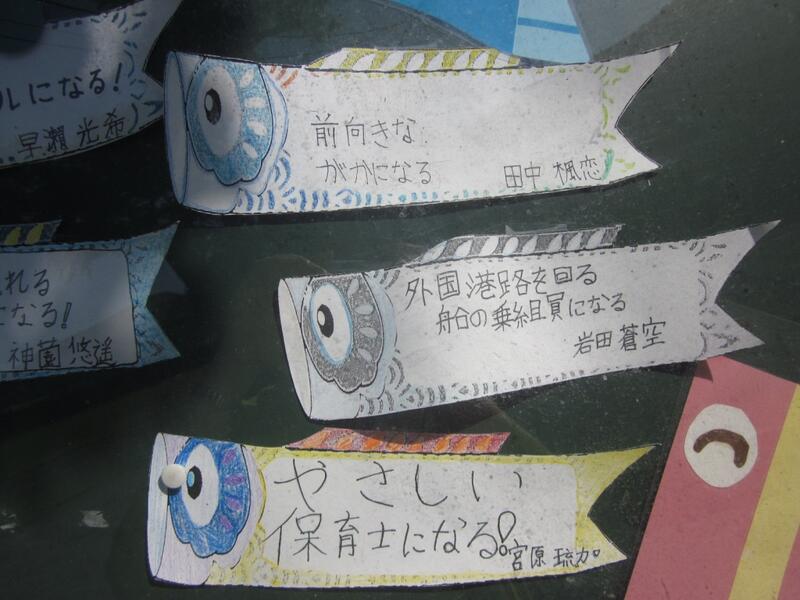 ルになる！
早瀬 光希
前向きな
がかになる
田中 楓恋
れる
になる！
神薗 悠遥
外国港路を回る
船の乗組員になる
岩田 蒼空
やさしい
保育士になる！
宮原 琉加